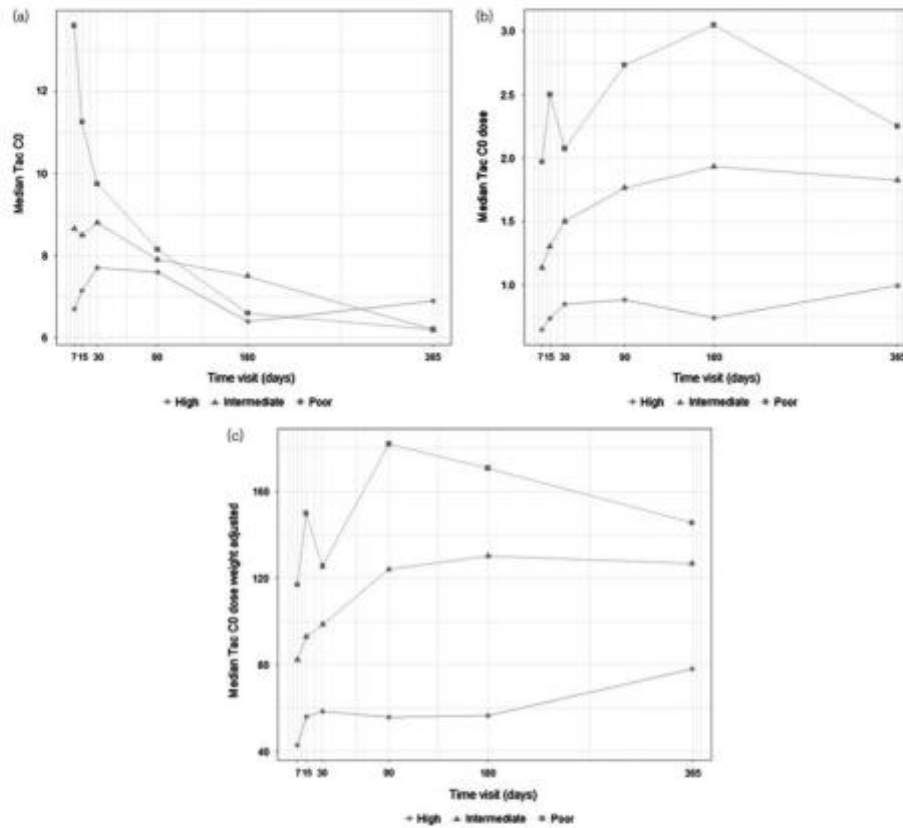 (a)
12
10
8
6
Median Tac C0
7 15 30 90 180 365
Time visit (days)
High Intermediate Poor
(b)
3.0
2.5
2.0
1.5
1.0
Median Tac C0 dose
7 15 30 90 180 365
Time visit (days)
High Intermediate Poor
(c)
160
120
80
40
Median Tac C0 dose weight adjusted
7 15 30 90 180 365
Time visit (days)
High Intermediate Poor